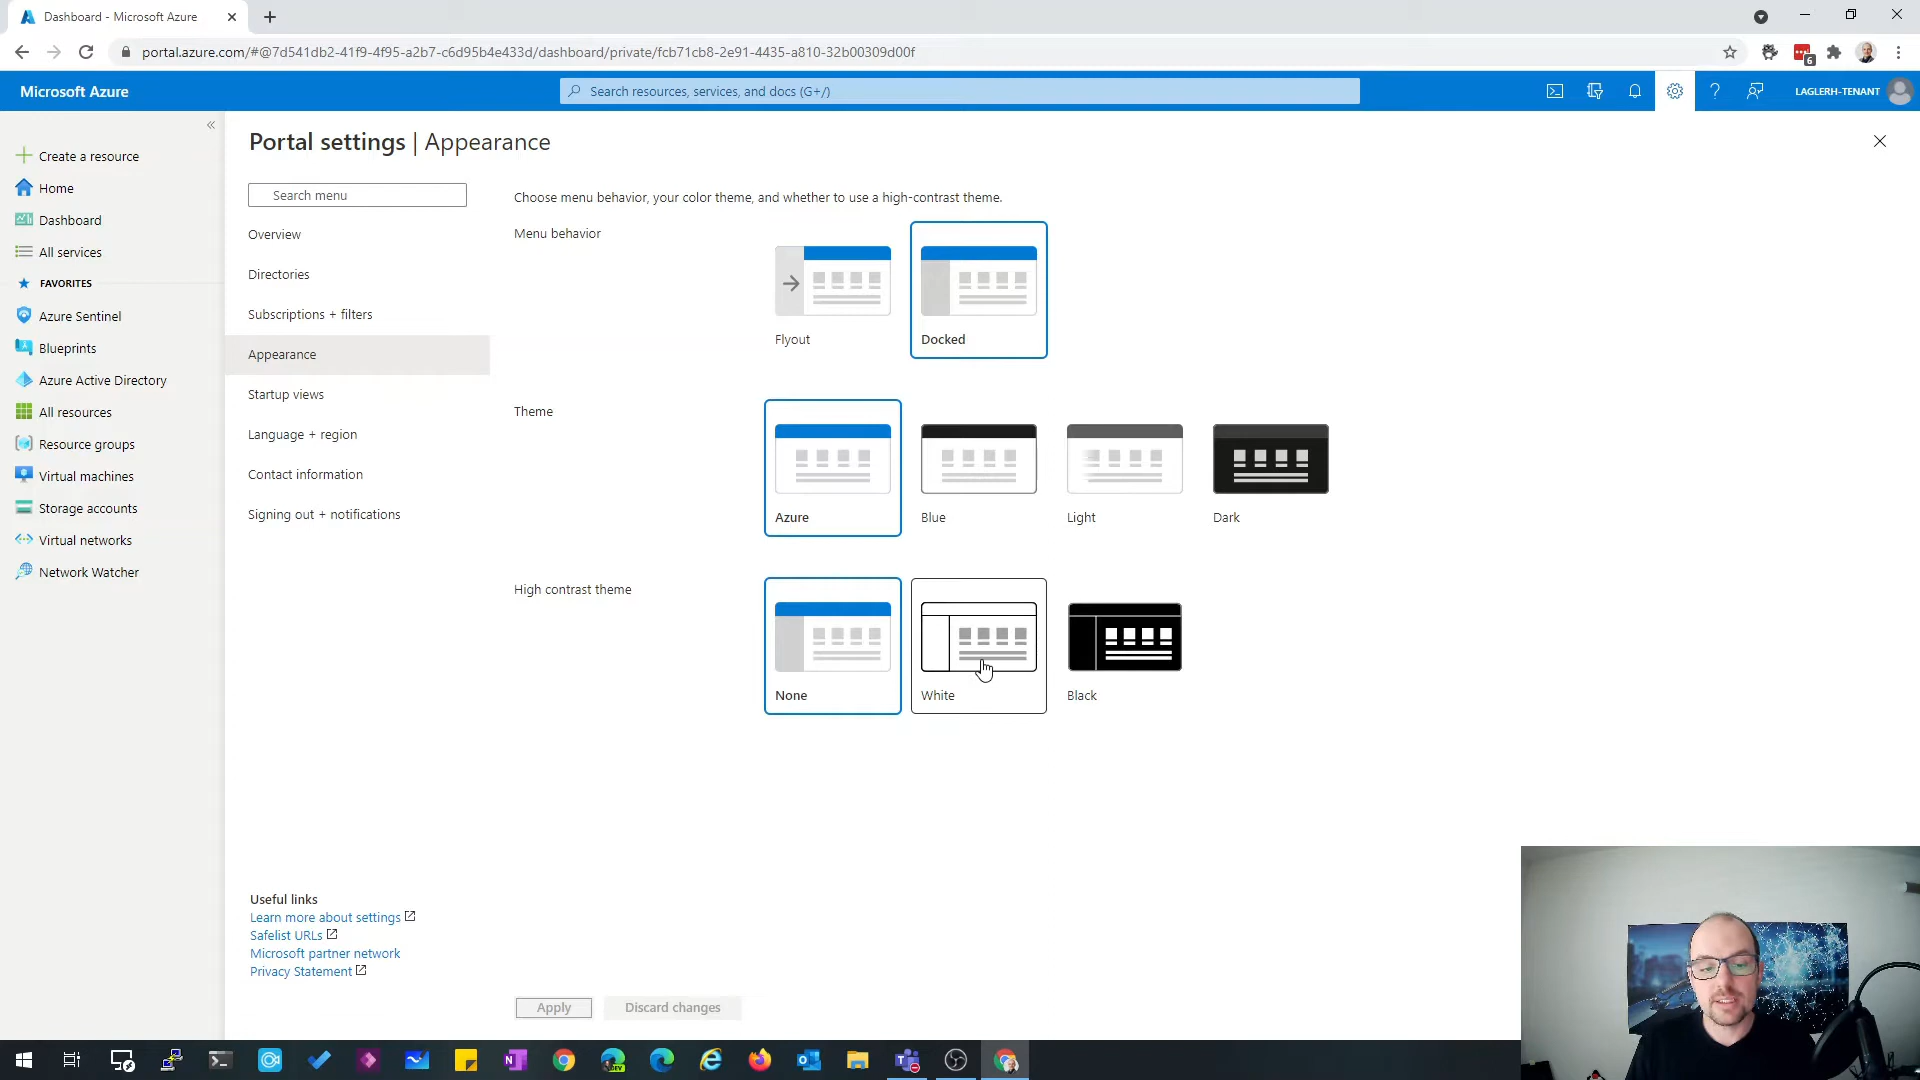 Dashboard - Microsoft Azure
portal.azure.com/#@7d541db2-41f9-4f95-a2b7-c6d95b4e433d/dashboard/private/fcb71cb8-2e91-4435-a810-32b00309d00f
6
Microsoft Azure
Search resources, services, and docs (G+/)
LAGLERH-TENANT
Portal settings | Appearance
Create a resource
Home
Dashboard
All services
FAVORITES
Azure Sentinel
Blueprints
Azure Active Directory
All resources
Resource groups
Virtual machines
Storage accounts
Virtual networks
Network Watcher
Search menu
Overview
Directories
Subscriptions + filters
Appearance
Startup views
Language + region
Contact information
Signing out + notifications
Useful links
Learn more about settings
Safelist URLs
Microsoft partner network
Privacy Statement
Choose menu behavior, your color theme, and whether to use a high-contrast theme.
Menu behavior
Flyout
Docked
Theme
Azure
Blue
Light
Dark
High contrast theme
None
White
Black
Apply
Discard changes
DEV